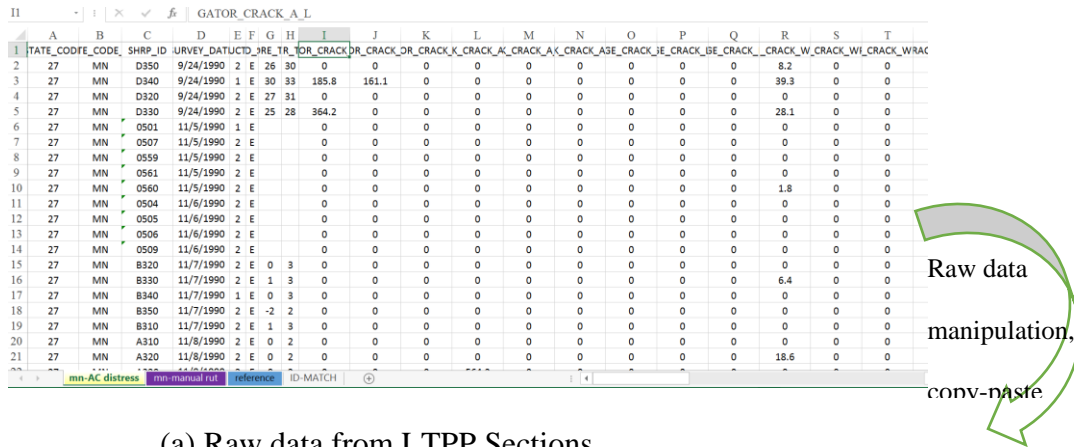 I1 fx GATOR_CRACK_A_L
A B C D E F G H I J K L M N O P Q R S T
1 SHRP_ID
2 27 MN D350 9/24/1990 2 E 26 30 0 0 0 0 0 0 0 0 0 8.2 0 0
3 27 MN D340 9/24/1990 1 E 30 33 185.8 161.1 0 0 0 0 0 0 0 39.3 0 0
4 27 MN D320 9/24/1990 2 E 27 31 0 0 0 0 0 0 0 0 0 0 0 0
5 27 MN D330 9/24/1990 2 E 25 28 364.2 0 0 0 0 0 0 0 0 28.1 0 0
6 27 MN 0501 11/5/1990 1 E 0 0 0 0 0 0 0 0 0 0 0 0
7 27 MN 0507 11/5/1990 2 E 0 0 0 0 0 0 0 0 0 0 0 0
8 27 MN 0559 11/5/1990 2 E 0 0 0 0 0 0 0 0 0 0 0 0
9 27 MN 0561 11/5/1990 2 E 0 0 0 0 0 0 0 0 0 0 0 0
10 27 MN 0560 11/5/1990 2 E 0 0 0 0 0 0 0 0 0 1.8 0 0
11 27 MN 0504 11/6/1990 2 E 0 0 0 0 0 0 0 0 0 0 0 0
12 27 MN 0505 11/6/1990 2 E 0 0 0 0 0 0 0 0 0 0 0 0
13 27 MN 0506 11/6/1990 2 E 0 0 0 0 0 0 0 0 0 0 0 0
14 27 MN 0509 11/6/1990 2 E 0 0 0 0 0 0 0 0 0 0 0 0
15 27 MN B320 11/7/1990 2 E 0 3 0 0 0 0 0 0 0 0 0 0 0 0
16 27 MN B330 11/7/1990 2 E 1 3 0 0 0 0 0 0 0 0 0 6.4 0 0
17 27 MN B340 11/7/1990 1 E 0 3 0 0 0 0 0 0 0 0 0 0 0 0
18 27 MN B350 11/7/1990 2 E -2 2 0 0 0 0 0 0 0 0 0 0 0 0
19 27 MN B310 11/7/1990 2 E 1 3 0 0 0 0 0 0 0 0 0 0 0 0
20 27 MN A310 11/8/1990 2 E 0 2 0 0 0 0 0 0 0 0 0 0 0 0
21 27 MN A320 11/8/1990 2 E 0 2 0 0 0 0 0 0 0 0 0 18.6 0 0
mn-AC distress mn-manual rut reference ID-MATCH
Raw data
manipulation,
copy-paste
(a) Raw data from LTPP Sections